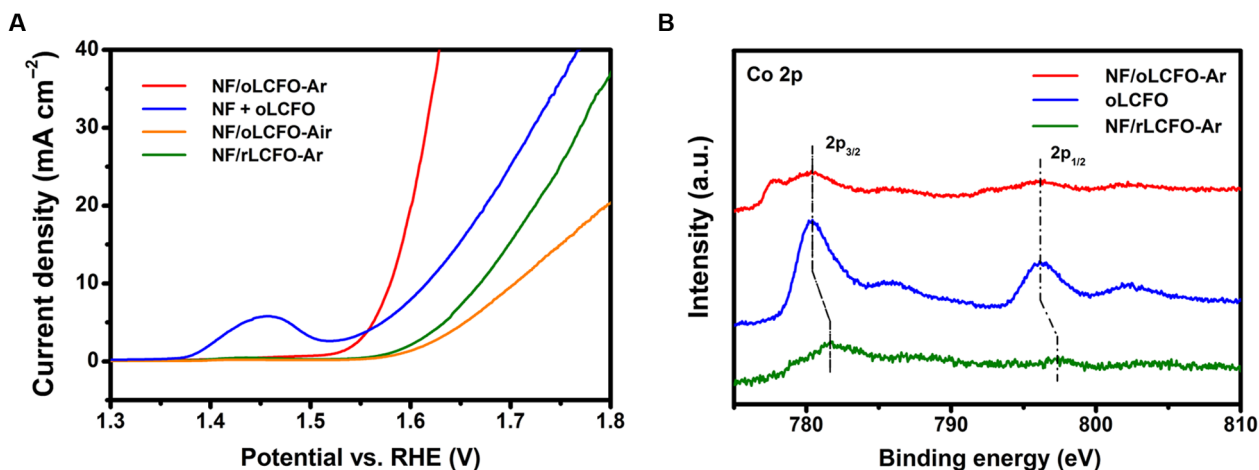 A
Current density (mA cm⁻²)
40
30
20
10
0
NF/oLCFO-Ar
NF + oLCFO
NF/oLCFO-Air
NF/rLCFO-Ar
1.3 1.4 1.5 1.6 1.7 1.8
Potential vs. RHE (V)
B
Intensity (a.u.)
Co 2p
NF/oLCFO-Ar
oLCFO
NF/rLCFO-Ar
2p₃/₂
2p₁/₂
780 790 800 810
Binding energy (eV)